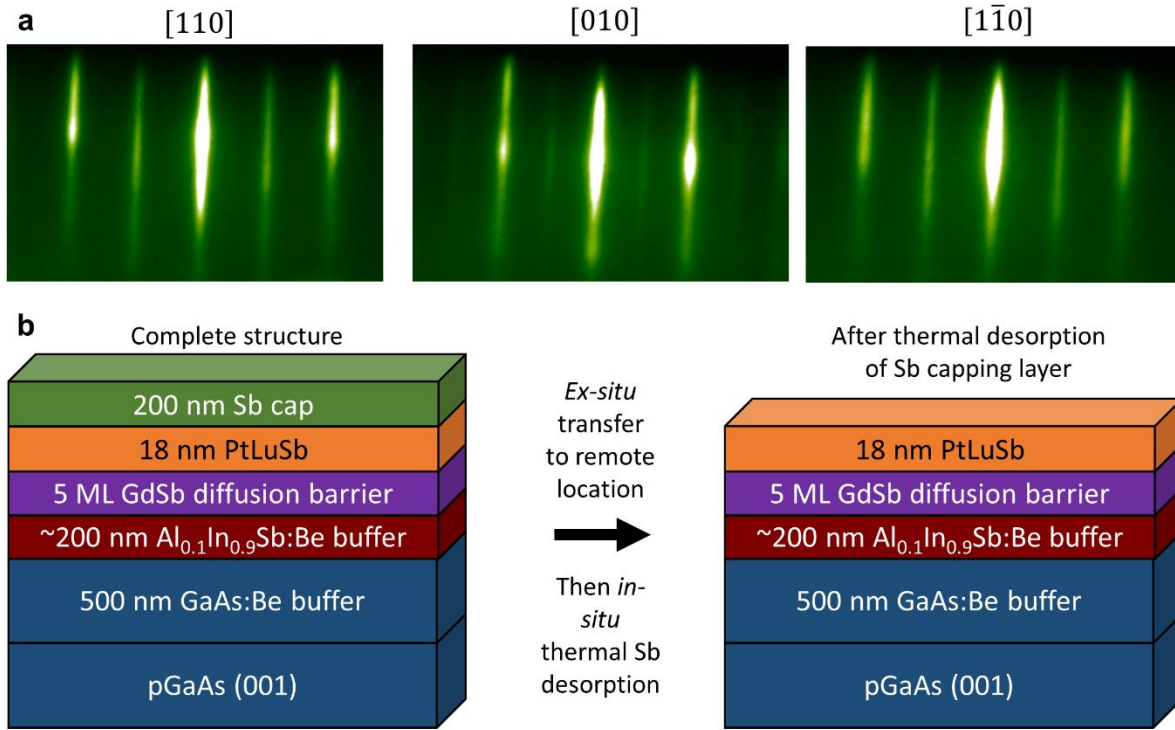 a
[110]
[010]
[11̄0]
b
Complete structure
200 nm Sb cap
18 nm PtLuSb
5 ML GdSb diffusion barrier
~200 nm Al₀.₁In₀.₉Sb:Be buffer
500 nm GaAs:Be buffer
pGaAs (001)
Ex-situ
transfer
to remote
location
Then in-
situ
thermal Sb
desorption
After thermal desorption
of Sb capping layer
18 nm PtLuSb
5 ML GdSb diffusion barrier
~200 nm Al₀.₁In₀.₉Sb:Be buffer
500 nm GaAs:Be buffer
pGaAs (001)